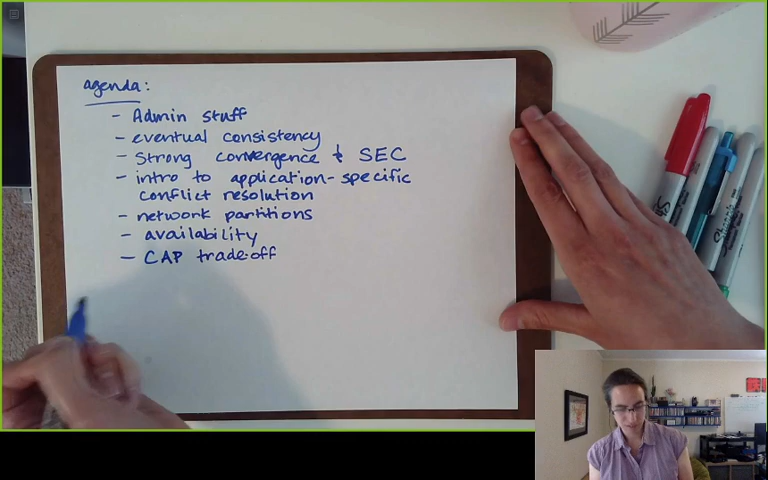 agenda:
- Admin stuff
- eventual consistency
- Strong convergence & SEC
- intro to application-specific
conflict resolution
- network partitions
- availability
- CAP trade-off